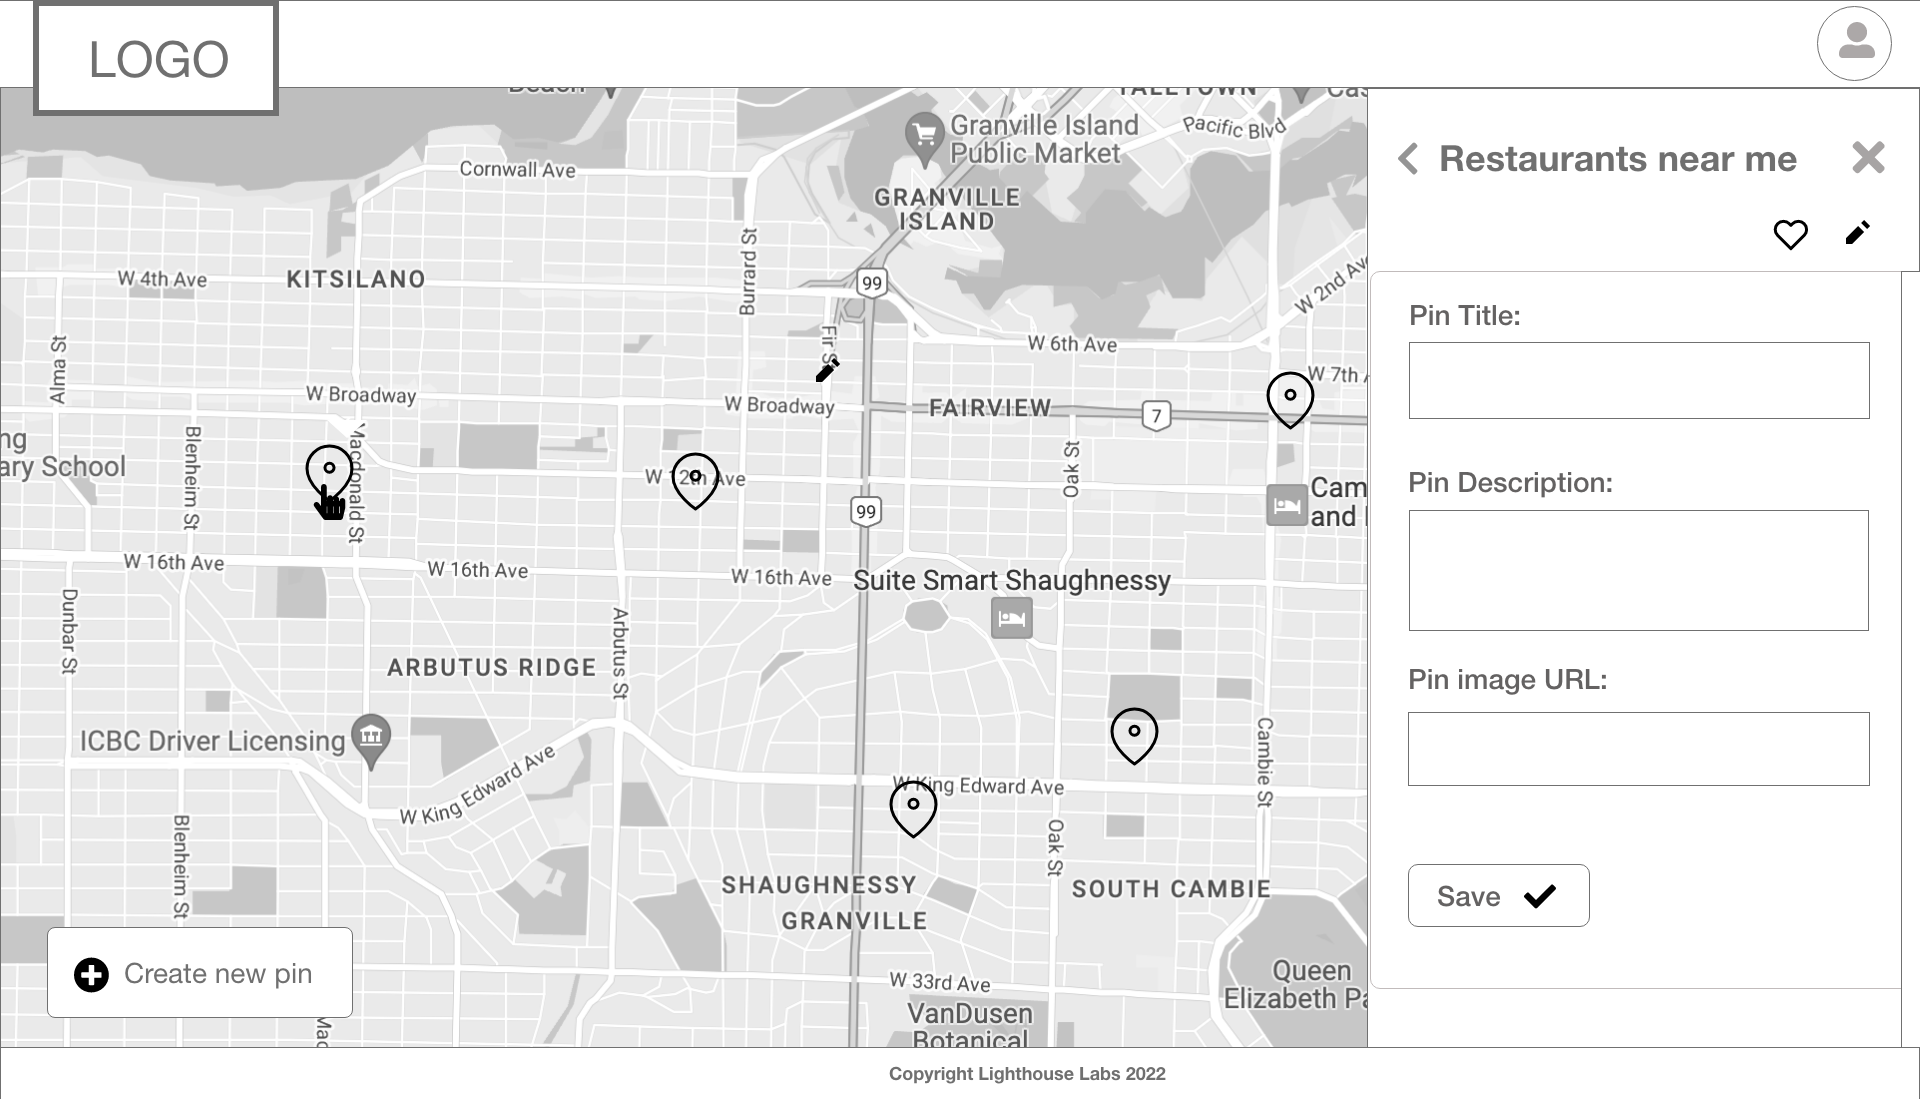 LOGO
Beach
YALETOWN
Granville Island
Public Market
Pacific Blvd
Cornwall Ave
GRANVILLE
ISLAND
Restaurants near me
Burrard St
W 4th Ave
KITSILANO
99
W 2nd Ave
Pin Title:
Alma St
Fir St
W 6th Ave
W 7th A
W Broadway
W Broadway
FAIRVIEW
7
ng
ary School
Blenheim St
Macdonald St
W 12th Ave
Oak St
Cam
and
Pin Description:
99
W 16th Ave
W 16th Ave
W 16th Ave
Suite Smart Shaughnessy
Dunbar St
Arbutus St
ARBUTUS RIDGE
Pin image URL:
ICBC Driver Licensing
W King Edward Ave
W King Edward Ave
Cambie St
Blenheim St
Oak St
SHAUGHNESSY
SOUTH CAMBIE
GRANVILLE
Save
Create new pin
W 33rd Ave
Queen
Elizabeth Pa
VanDusen
Botanical
Mac
Copyright Lighthouse Labs 2022